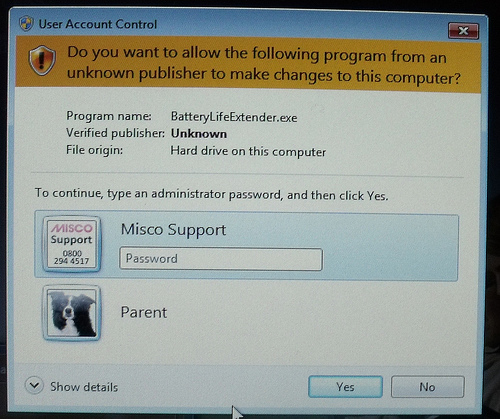 User Account Control
Do you want to allow the following program from an
unknown publisher to make changes to this computer?
Program name: BatteryLifeExtender.exe
Verified publisher: Unknown
File origin: Hard drive on this computer
To continue, type an administrator password, and then click Yes.
MISCO
Support
0800
294 4517
Misco Support
Password
Parent
Show details
Yes
No